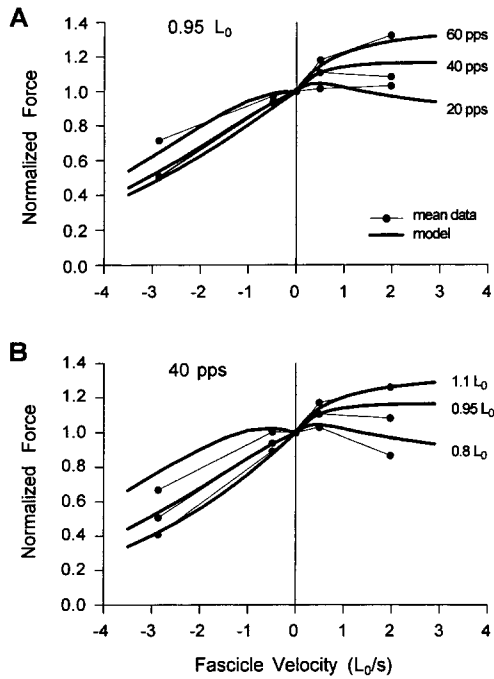 A
0.95 L0
Normalized Force
1.4
1.2
1.0
0.8
0.6
0.4
0.2
0.0
60 pps
40 pps
20 pps
mean data
model
-4 -3 -2 -1 0 1 2 3 4
B
40 pps
Normalized Force
1.4
1.2
1.0
0.8
0.6
0.4
0.2
0.0
1.1 L0
0.95 L0
0.8 L0
-4 -3 -2 -1 0 1 2 3 4
Fascicle Velocity (L0/s)